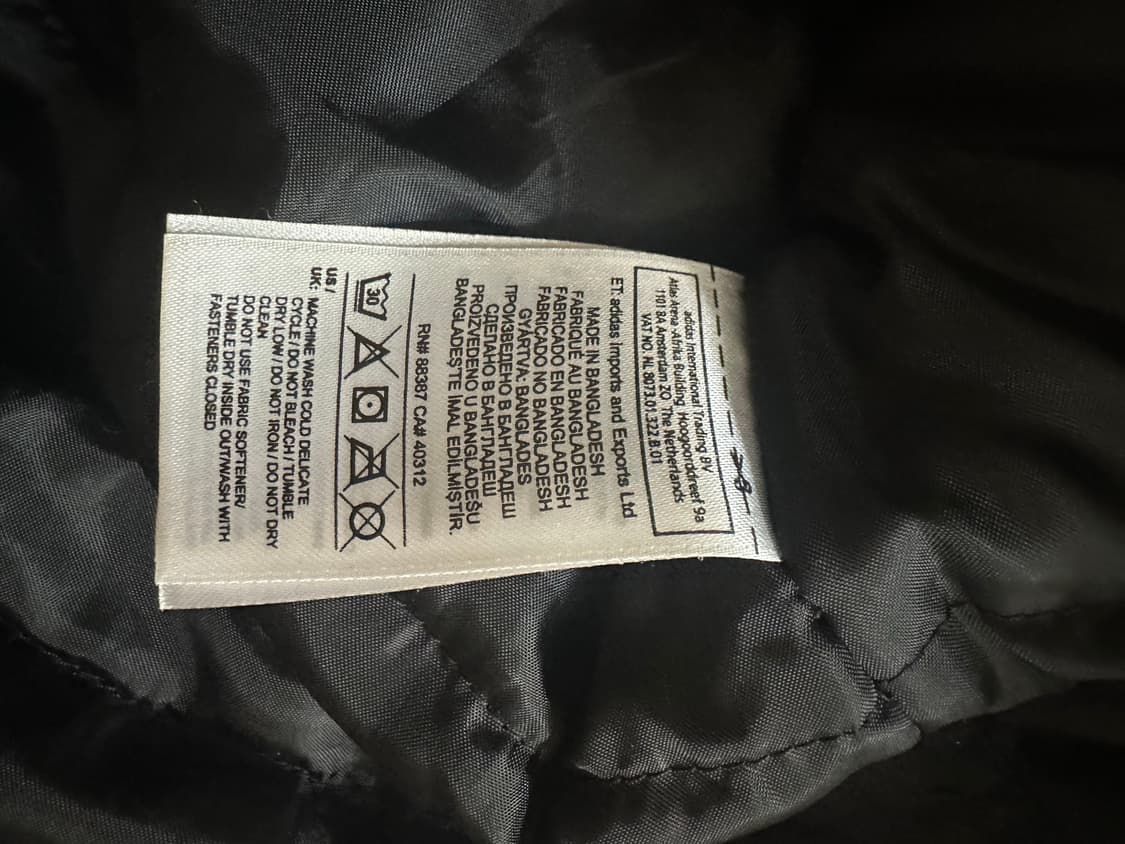 adidas International Trading BV
Atlas Arena -Afrika Building Hoogoorddreef 9a
1101 BA Amsterdam ZO The Netherlands
VAT NO. NL 8073.01.322.B.01
ET: adidas Imports and Exports Ltd
MADE IN BANGLADESH
FABRIQUÉ AU BANGLADESH
FABRICADO EN BANGLADESH
FABRICADO NO BANGLADESH
GYÁRTVA: BANGLADES
ПРОИЗВЕДЕНО В БАНГЛАДЕШ
СДЕЛАНО В БАНГЛАДЕШ
PROIZVEDENO U BANGLADEŠU
BANGLADEŞ'TE İMAL EDİLMİŞTİR.
RN# 88387 CA# 40312
30
US /
UK: MACHINE WASH COLD DELICATE
CYCLE / DO NOT BLEACH / TUMBLE
DRY LOW / DO NOT IRON / DO NOT DRY
CLEAN
DO NOT USE FABRIC SOFTENER/
TUMBLE DRY INSIDE OUT/WASH WITH
FASTENERS CLOSED